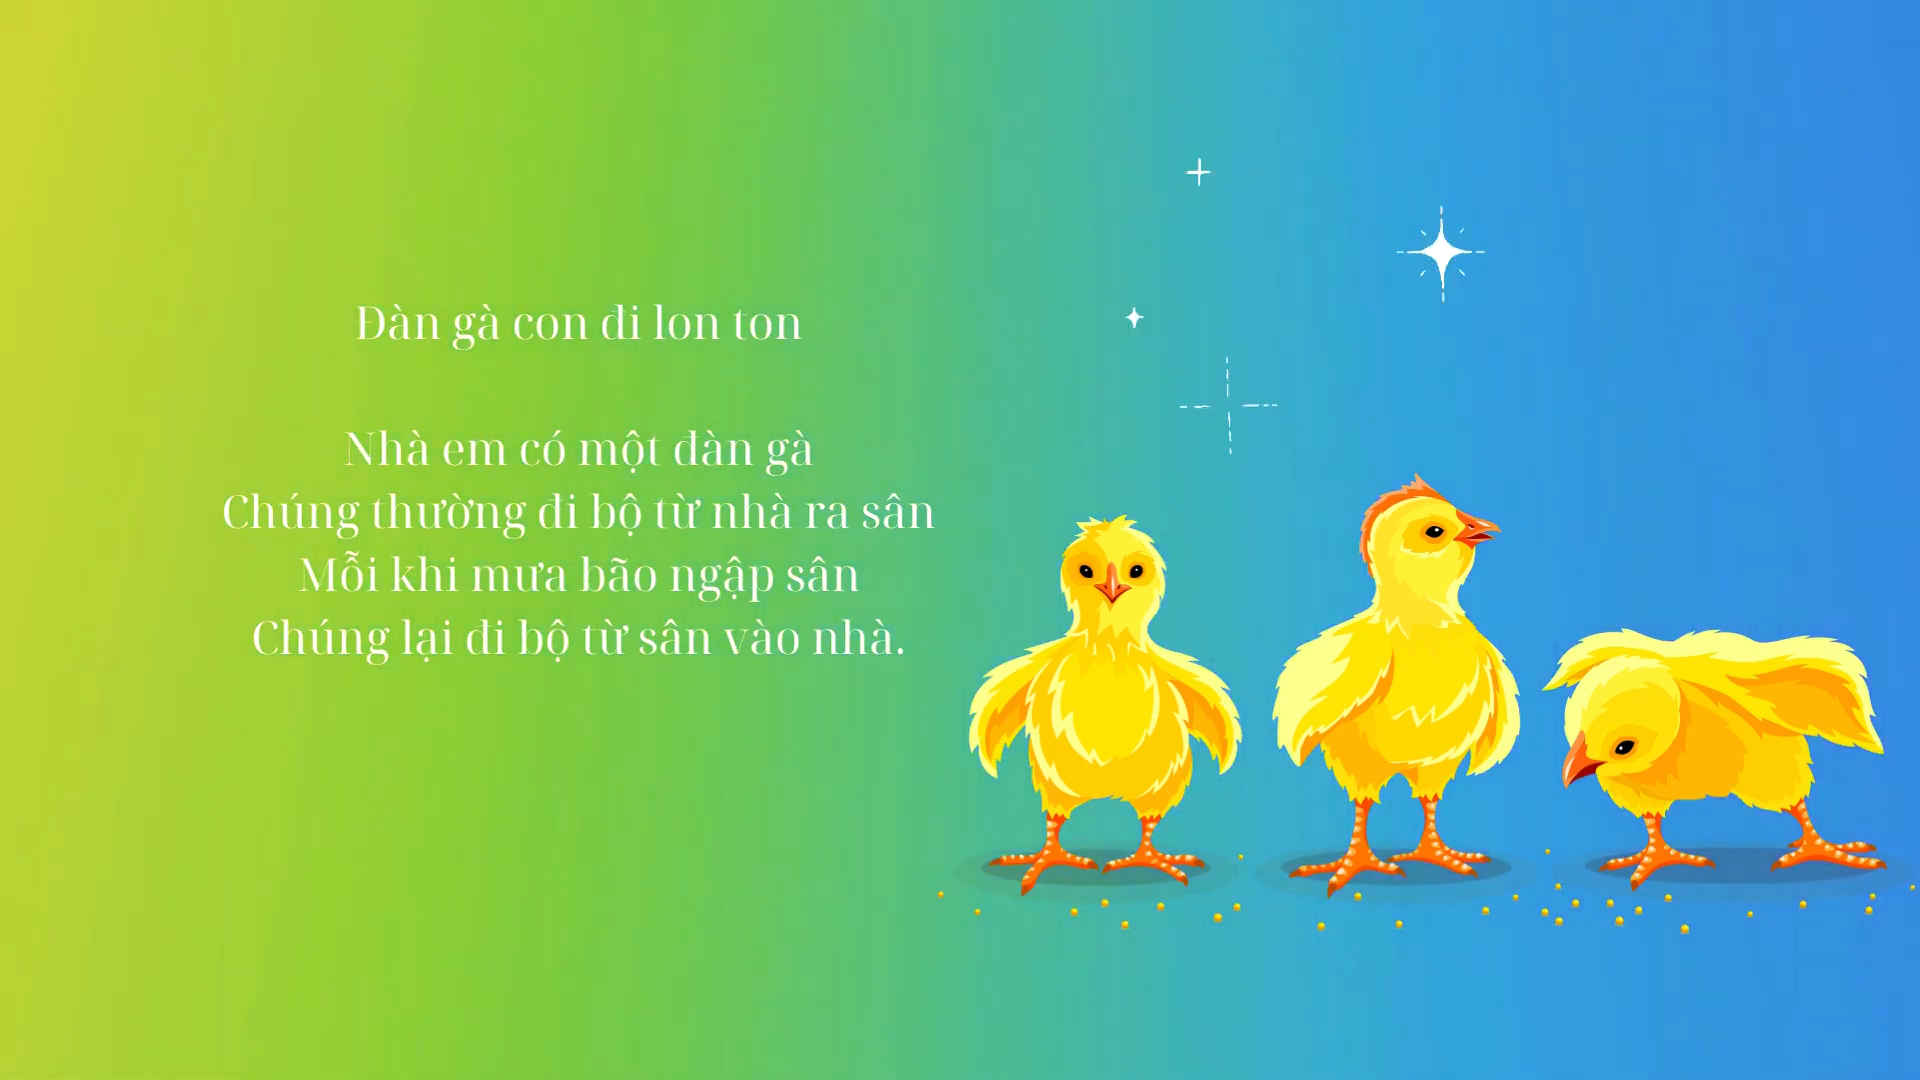 Đàn gà con đi lon ton
Nhà em có một đàn gà
Chúng thường đi bộ từ nhà ra sân
Mỗi khi mưa bão ngập sân
Chúng lại đi bộ từ sân vào nhà.